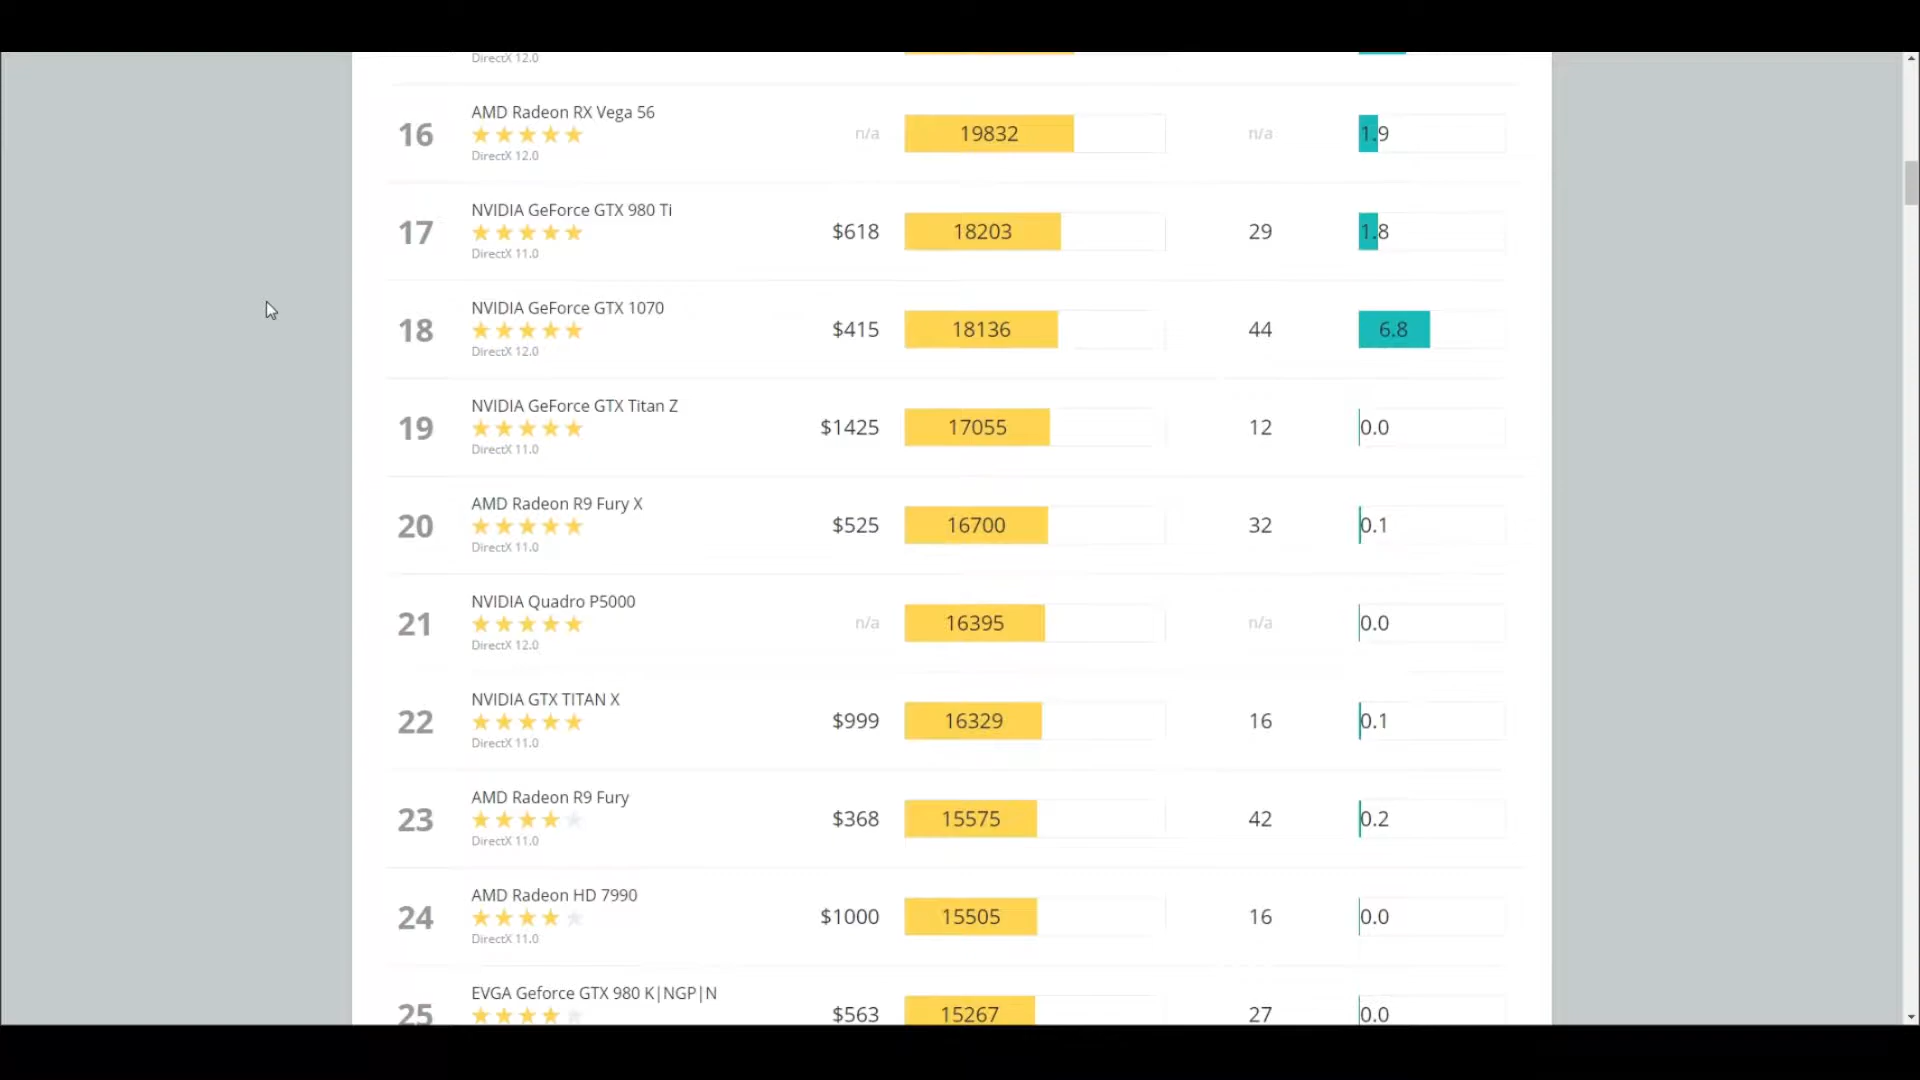 DirectX 12.0
16
AMD Radeon RX Vega 56
DirectX 12.0
n/a
19832
n/a
1.9
17
NVIDIA GeForce GTX 980 Ti
DirectX 11.0
$618
18203
29
1.8
18
NVIDIA GeForce GTX 1070
DirectX 12.0
$415
18136
44
6.8
19
NVIDIA GeForce GTX Titan Z
DirectX 11.0
$1425
17055
12
0.0
20
AMD Radeon R9 Fury X
DirectX 11.0
$525
16700
32
0.1
21
NVIDIA Quadro P5000
DirectX 12.0
n/a
16395
n/a
0.0
22
NVIDIA GTX TITAN X
DirectX 11.0
$999
16329
16
0.1
23
AMD Radeon R9 Fury
DirectX 11.0
$368
15575
42
0.2
24
AMD Radeon HD 7990
DirectX 11.0
$1000
15505
16
0.0
25
EVGA Geforce GTX 980 K|NGP|N
$563
15267
27
0.0